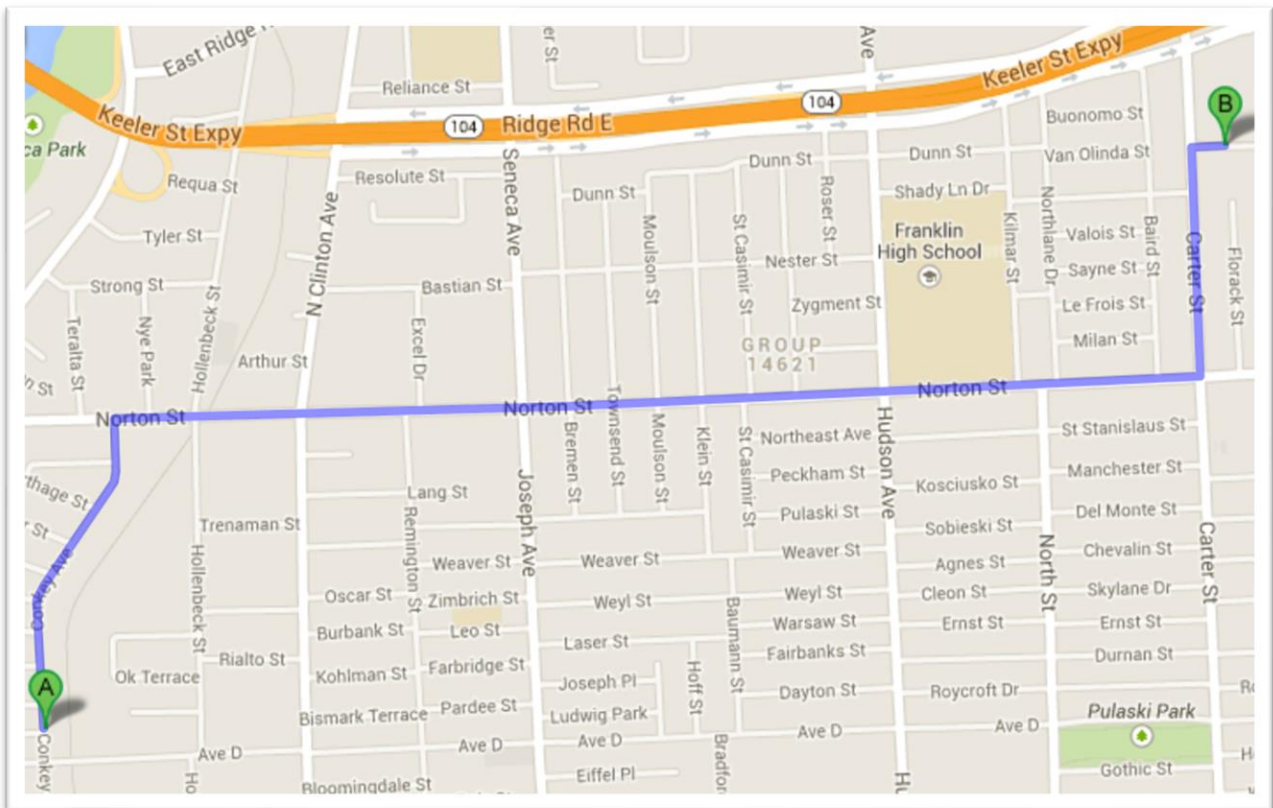 East Ridge R
er St
Ave
Keeler St Expy
Reliance St
104
Ridge Rd E
104
Keeler St Expy
Buonomo St
B
ca Park
Requa St
Resolute St
Seneca Ave
Dunn St
Dunn St
Dunn St
Van Olinda St
Shady Ln Dr
Roser St
Moulson St
St Casimir St
Kilmar St
Northlane Dr
Baird St
Carter St
Florack St
Tyler St
N Clinton Ave
Franklin
High School
Valois St
Nester St
Sayne St
Strong St
Bastian St
Zygment St
Le Frois St
Teralta St
Nye Park
Hollenbeck St
Excel Dr
GROUP
14621
Milan St
Arthur St
n St
Norton St
Norton St
Norton St
Townsend St
Bremen St
Moulson St
Klein St
St Casimir St
Northeast Ave
Hudson Ave
St Stanislaus St
Peckham St
Manchester St
thage St
Lang St
Joseph Ave
Kosciusko St
Pulaski St
Del Monte St
r St
Trenaman St
Remington St
Sobieski St
Carter St
Conkey Ave
Hollenbeck St
Weaver St
Weaver St
Weaver St
Agnes St
North St
Chevalin St
Oscar St
Zimbrich St
Weyl St
Baumann St
Weyl St
Cleon St
Skylane Dr
Burbank St
Leo St
Laser St
Warsaw St
Ernst St
Ernst St
Rialto St
Fairbanks St
Durnan St
Ok Terrace
Kohlman St
Farbridge St
Joseph Pl
Hoff St
Dayton St
Roycroft Dr
A
Bismark Terrace
Pardee St
Ludwig Park
Pulaski Park
Ave D
Ave D
Ave D
Ave D
Ave D
Conkey
Ho
Bradfor
Eiffel Pl
Hu
Gothic St
H
Bloomingdale St